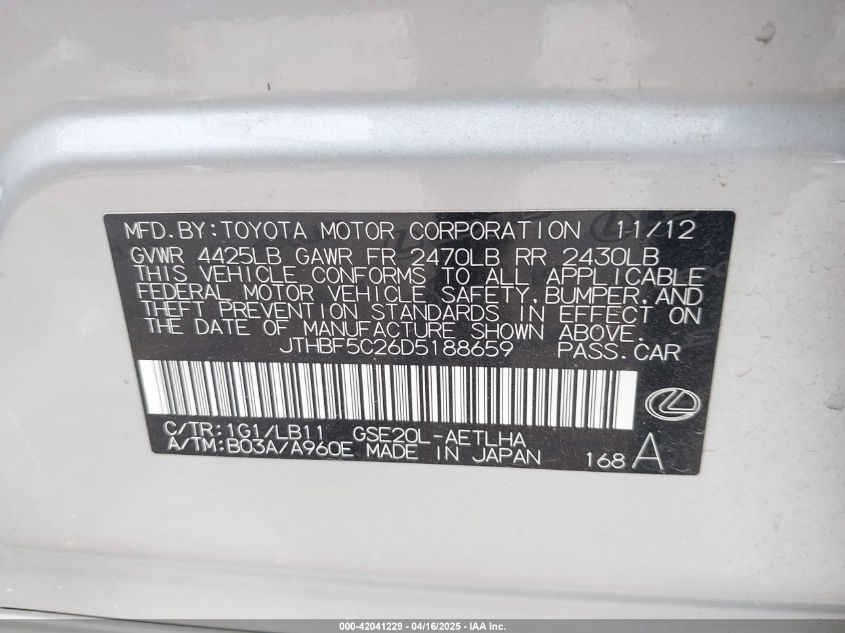 MFD.BY:TOYOTA MOTOR CORPORATION 11/12
GVWR 4425LB GAWR FR 2470LB RR 2430LB
THIS VEHICLE CONFORMS TO ALL APPLICABLE
FEDERAL MOTOR VEHICLE SAFETY,BUMPER,AND
THEFT PREVENTION STANDARDS IN EFFECT ON
THE DATE OF MANUFACTURE SHOWN ABOVE.
JTHBF5C26D5188659 PASS.CAR
C/TR:1G1/LB11 GSE20L-AETLHA
A/TM:B03A/A960E MADE IN JAPAN 168 A
000-42041229 - 04/16/2025 - IAA Inc.